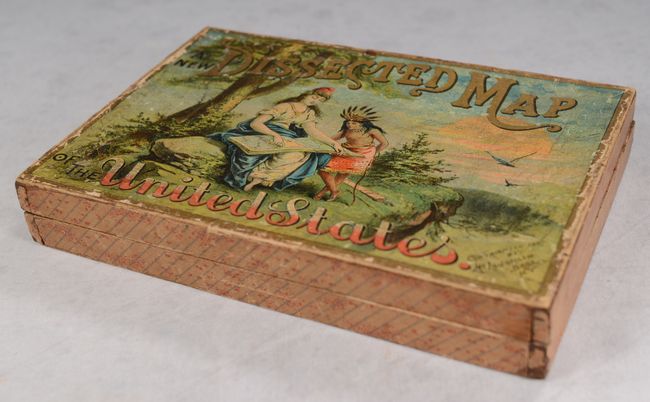 NEW DISSECTED MAP
OF THE
United States.